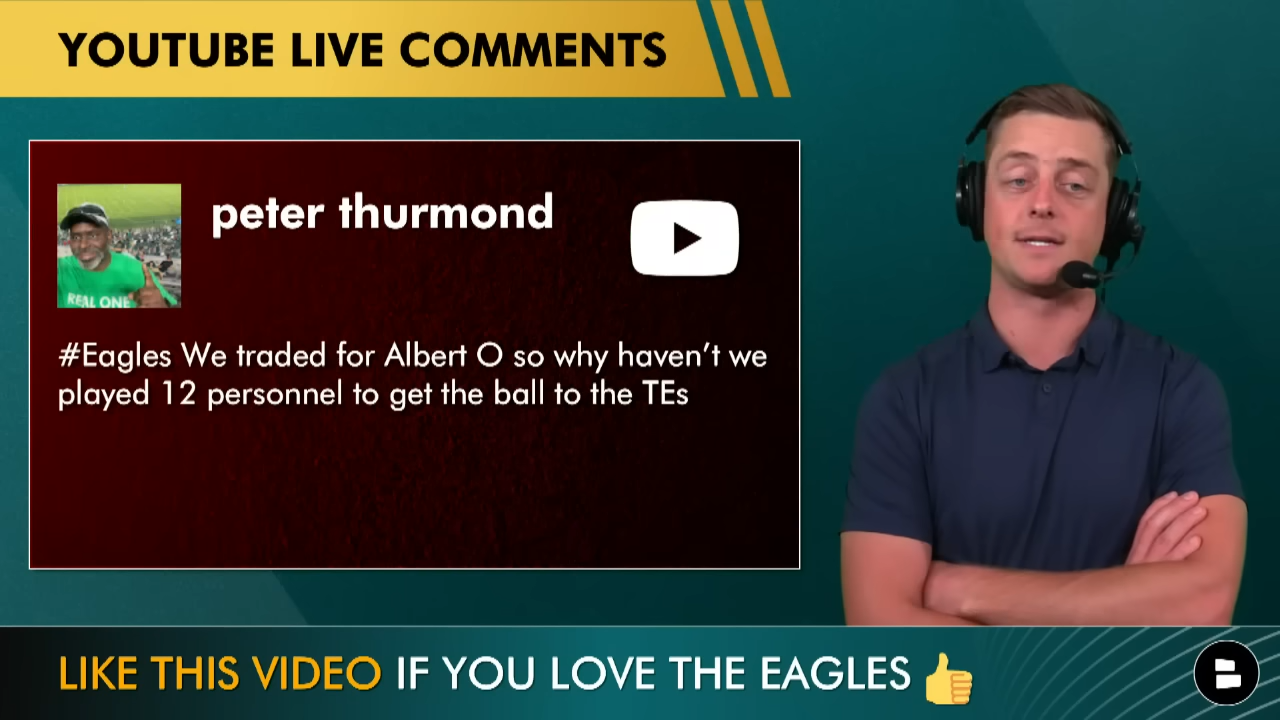 YOUTUBE LIVE COMMENTS
peter thurmond
REAL ONE
#Eagles We traded for Albert O so why haven't we
played 12 personnel to get the ball to the TEs
LIKE THIS VIDEO IF YOU LOVE THE EAGLES